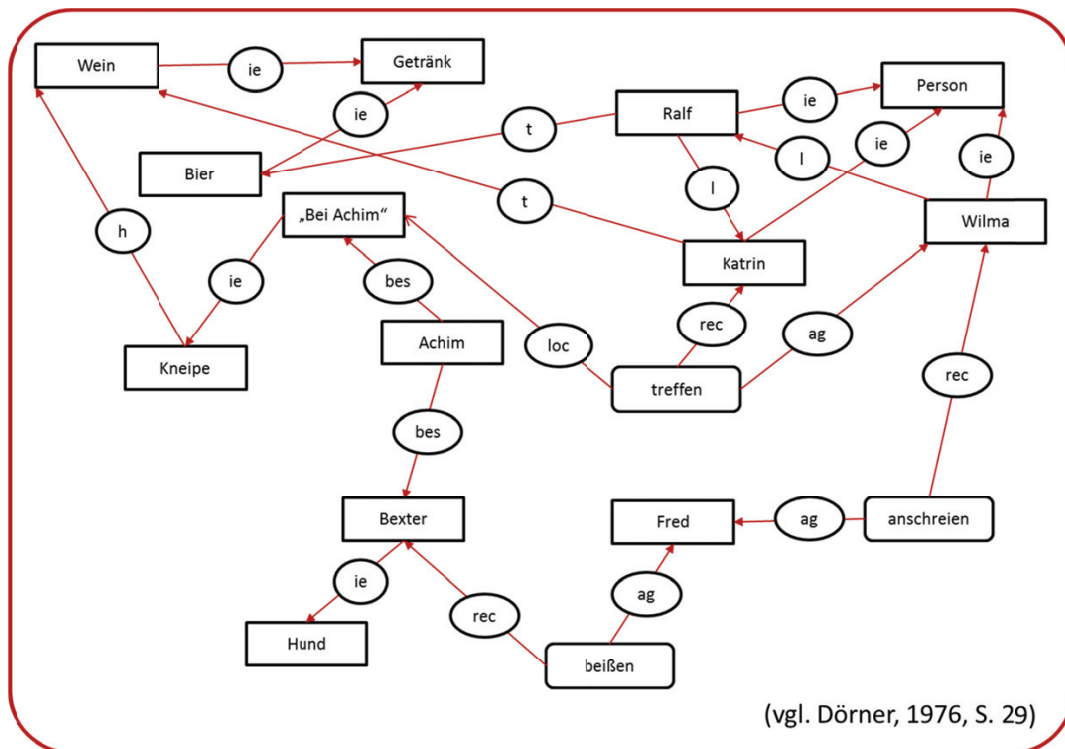 Wein
ie
Getränk
ie
Bier
t
Ralf
ie
Person
ie
ie
l
l
t
h
„Bei Achim“
Wilma
Katrin
ie
bes
Achim
rec
ag
loc
Kneipe
treffen
rec
bes
Bexter
Fred
ag
anschreien
ie
ag
rec
Hund
beißen
(vgl. Dörner, 1976, S. 29)